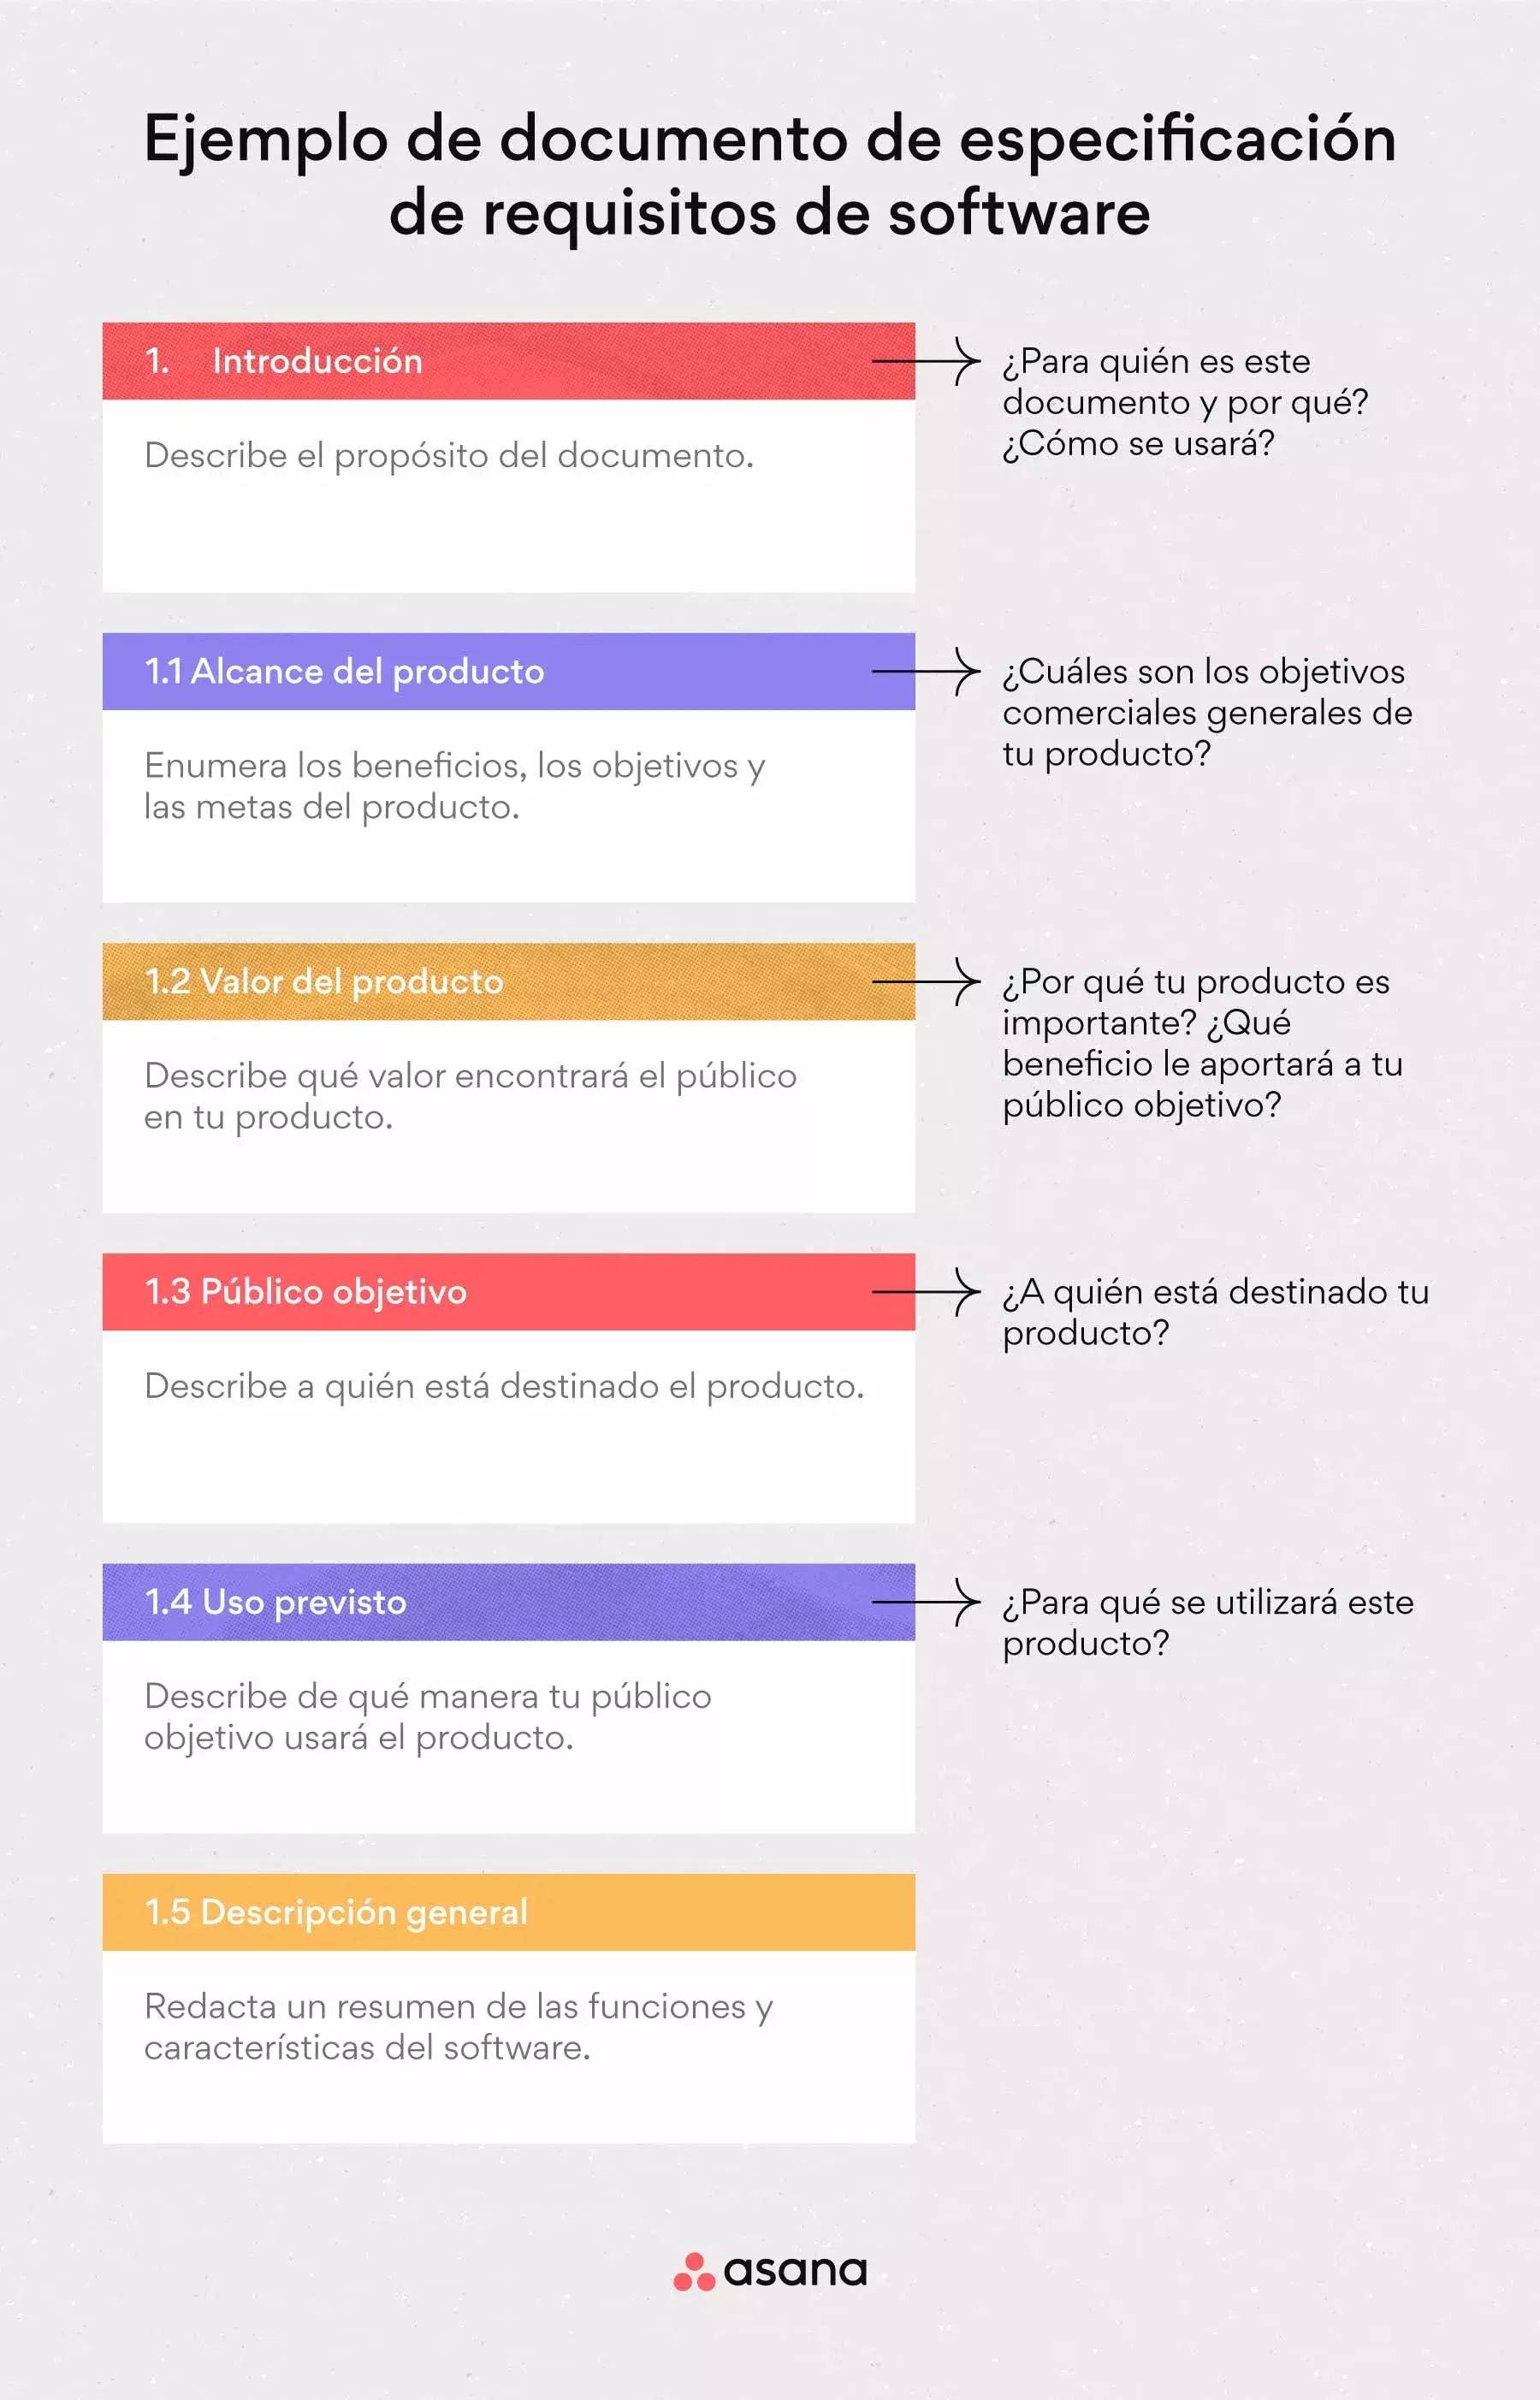 Ejemplo de documento de especificación
de requisitos de software
1. Introducción
¿Para quién es este
documento y por qué?
¿Cómo se usará?
Describe el propósito del documento.
1.1 Alcance del producto
¿Cuáles son los objetivos
comerciales generales de
tu producto?
Enumera los beneficios, los objetivos y
las metas del producto.
1.2 Valor del producto
¿Por qué tu producto es
importante? ¿Qué
beneficio le aportará a tu
público objetivo?
Describe qué valor encontrará el público
en tu producto.
1.3 Público objetivo
¿A quién está destinado tu
producto?
Describe a quién está destinado el producto.
1.4 Uso previsto
¿Para qué se utilizará este
producto?
Describe de qué manera tu público
objetivo usará el producto.
1.5 Descripción general
Redacta un resumen de las funciones y
características del software.
asana